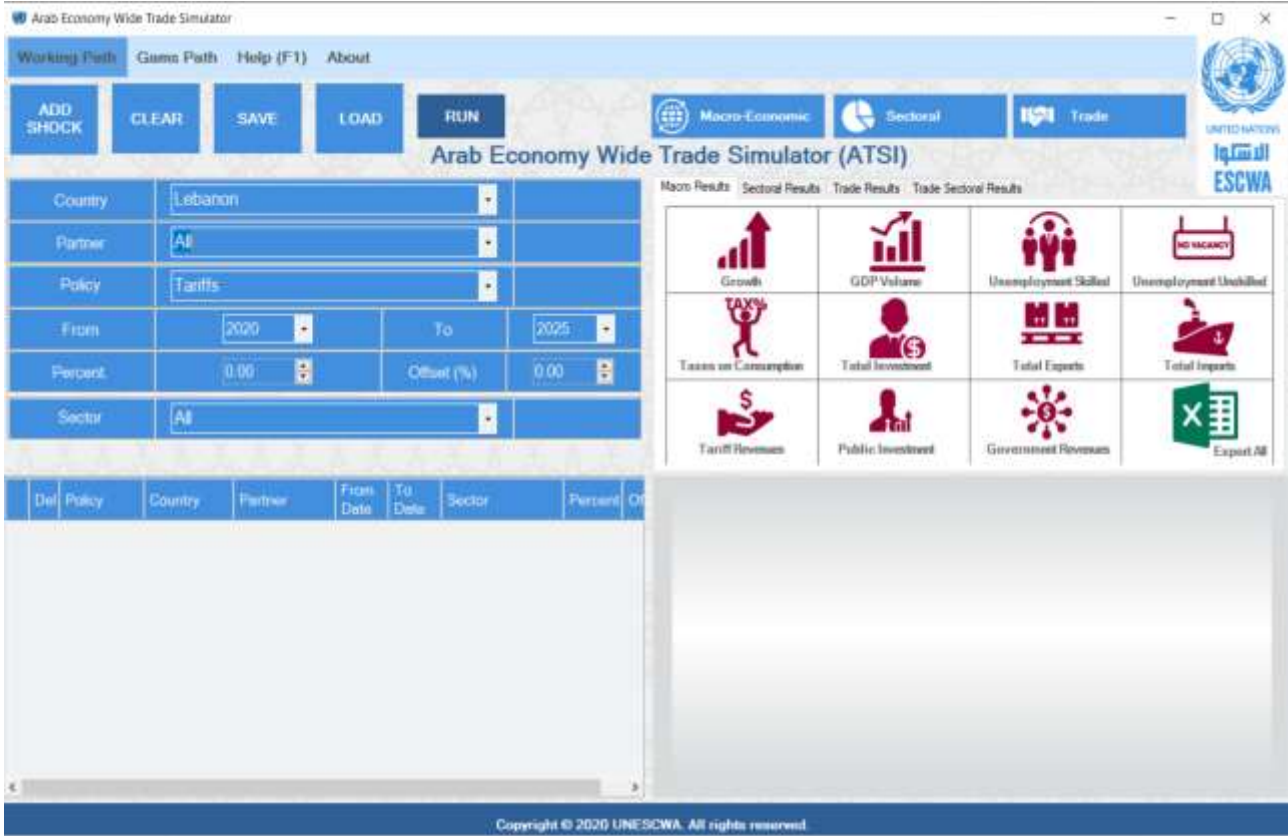 Arab Economy Wide Trade Simulator
Working Path Gams Path Help (F1) About
ADD SHOCK CLEAR SAVE LOAD RUN
Macro-Economic Sectoral Trade
UNITED NATIONS
الإسكوا
ESCWA
Arab Economy Wide Trade Simulator (ATSI)
Country Lebanon
Partner All
Policy Tariffs
From 2020 To 2025
Percent 0.00 Offset (%) 0.00
Sector All
Macro Results Sectoral Results Trade Results Trade Sectoral Results
NO VACANCY
Growth GDP Volume Unemployment Skilled Unemployment Unskilled
TAX%
Taxes on Consumption Total Investment Total Exports Total Imports
Tariff Revenues Public Investment Government Revenues Export All
Del Policy Country Partner From Date To Date Sector Percent Of
Copyright © 2020 UNESCWA. All rights reserved.